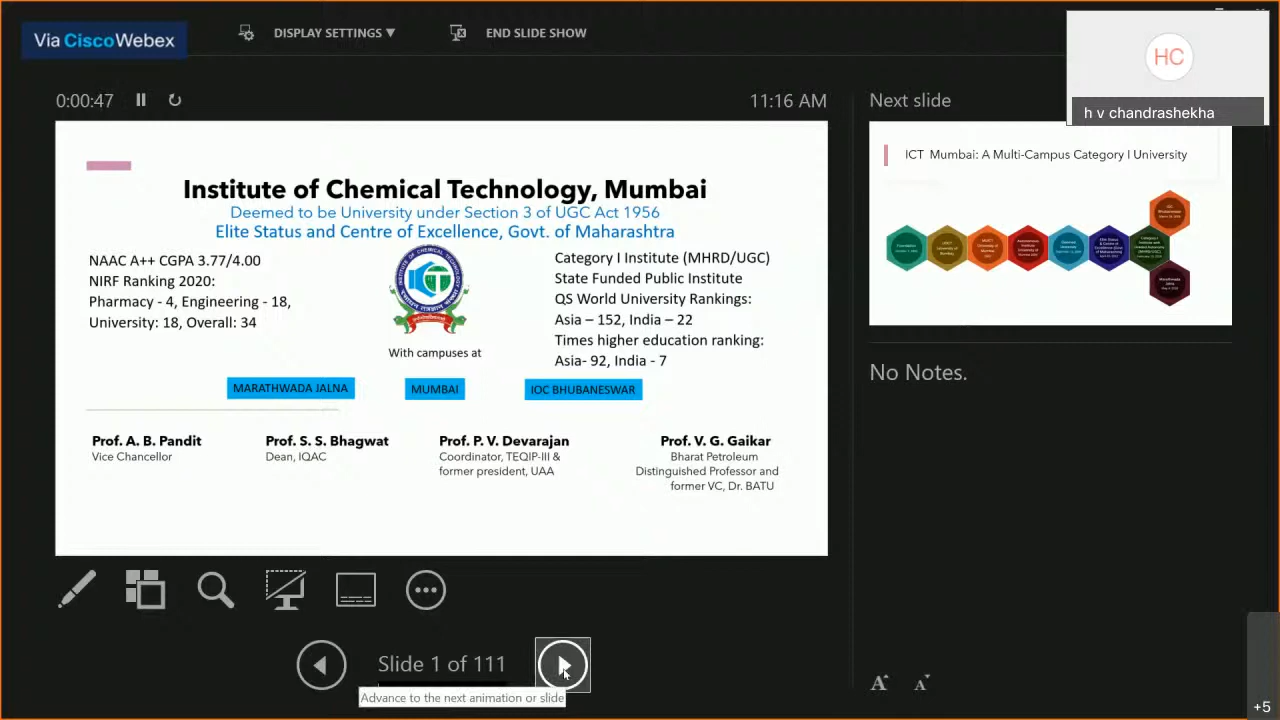 Via Cisco Webex
DISPLAY SETTINGS ▼
END SLIDE SHOW
HC
h v chandrashekha
0:00:47
11:16 AM
Next slide
Institute of Chemical Technology, Mumbai
Deemed to be University under Section 3 of UGC Act 1956
Elite Status and Centre of Excellence, Govt. of Maharashtra
NAAC A++ CGPA 3.77/4.00
NIRF Ranking 2020:
Pharmacy - 4, Engineering - 18,
University: 18, Overall: 34
With campuses at
Category I Institute (MHRD/UGC)
State Funded Public Institute
QS World University Rankings:
Asia – 152, India – 22
Times higher education ranking:
Asia- 92, India - 7
MARATHWADA JALNA
MUMBAI
IOC BHUBANESWAR
Prof. A. B. Pandit
Vice Chancellor
Prof. S. S. Bhagwat
Dean, IQAC
Prof. P. V. Devarajan
Coordinator, TEQIP-III &
former president, UAA
Prof. V. G. Gaikar
Bharat Petroleum
Distinguished Professor and
former VC, Dr. BATU
ICT Mumbai: A Multi-Campus Category I University
No Notes.
Slide 1 of 111
Advance to the next animation or slide
A A
+5